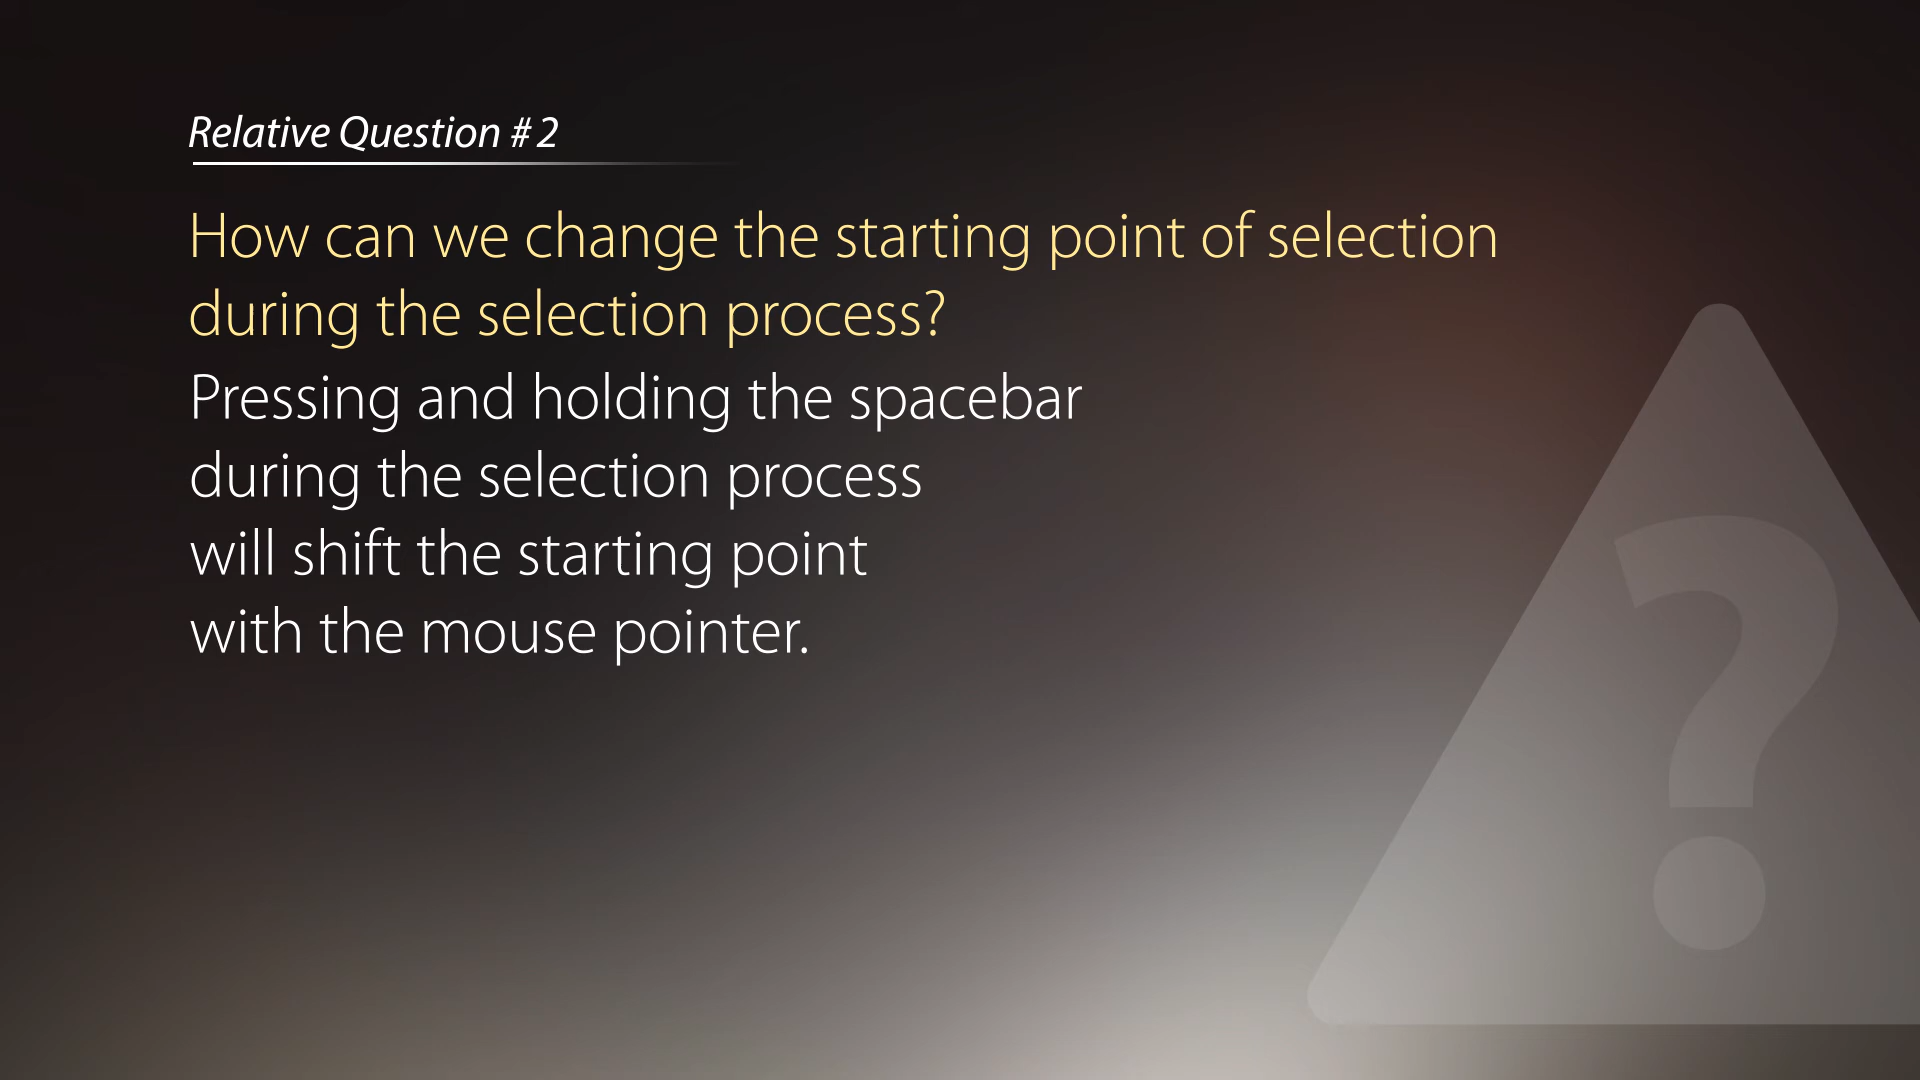 Relative Question # 2
How can we change the starting point of selection
during the selection process?
Pressing and holding the spacebar
during the selection process
will shift the starting point
with the mouse pointer.
?